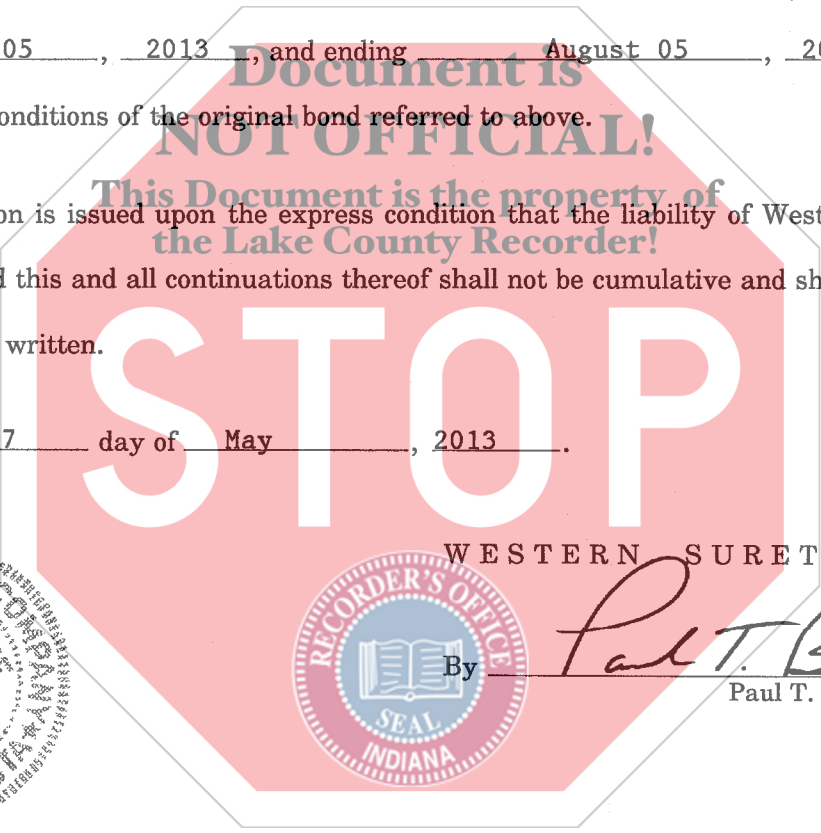 05 , 2013 , and ending August 05 , 20
Document is
onditions of the original bond referred to above.
NOT OFFICIAL!
This Document is the property of
on is issued upon the express condition that the liability of West
the Lake County Recorder!
d this and all continuations thereof shall not be cumulative and sh
written.
STOP
7 day of May , 2013 .
WESTERN SURET
RECORDER'S OFFICE
SEAL
INDIANA
By Paul T.
Paul T.